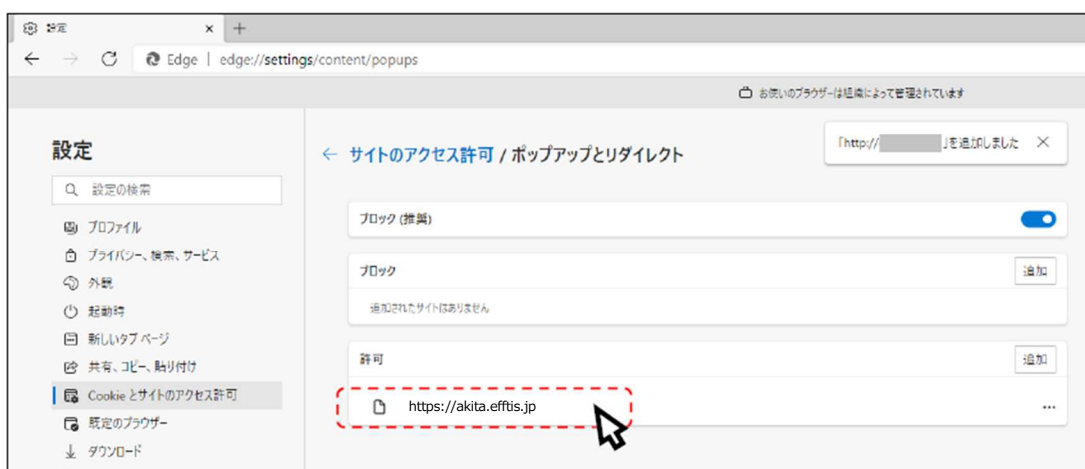 設定
Edge | edge://settings/content/popups
お使いのブラウザーは組織によって管理されています
設定
設定の検索
プロファイル
プライバシー、検索、サービス
外観
起動時
新しいタブ ページ
共有、コピー、貼り付け
Cookie とサイトのアクセス許可
既定のブラウザー
ダウンロード
サイトのアクセス許可 / ポップアップとリダイレクト
「http:// 」を追加しました
ブロック (推奨)
ブロック
追加
追加されたサイトはありません
許可
追加
https://akita.efftis.jp